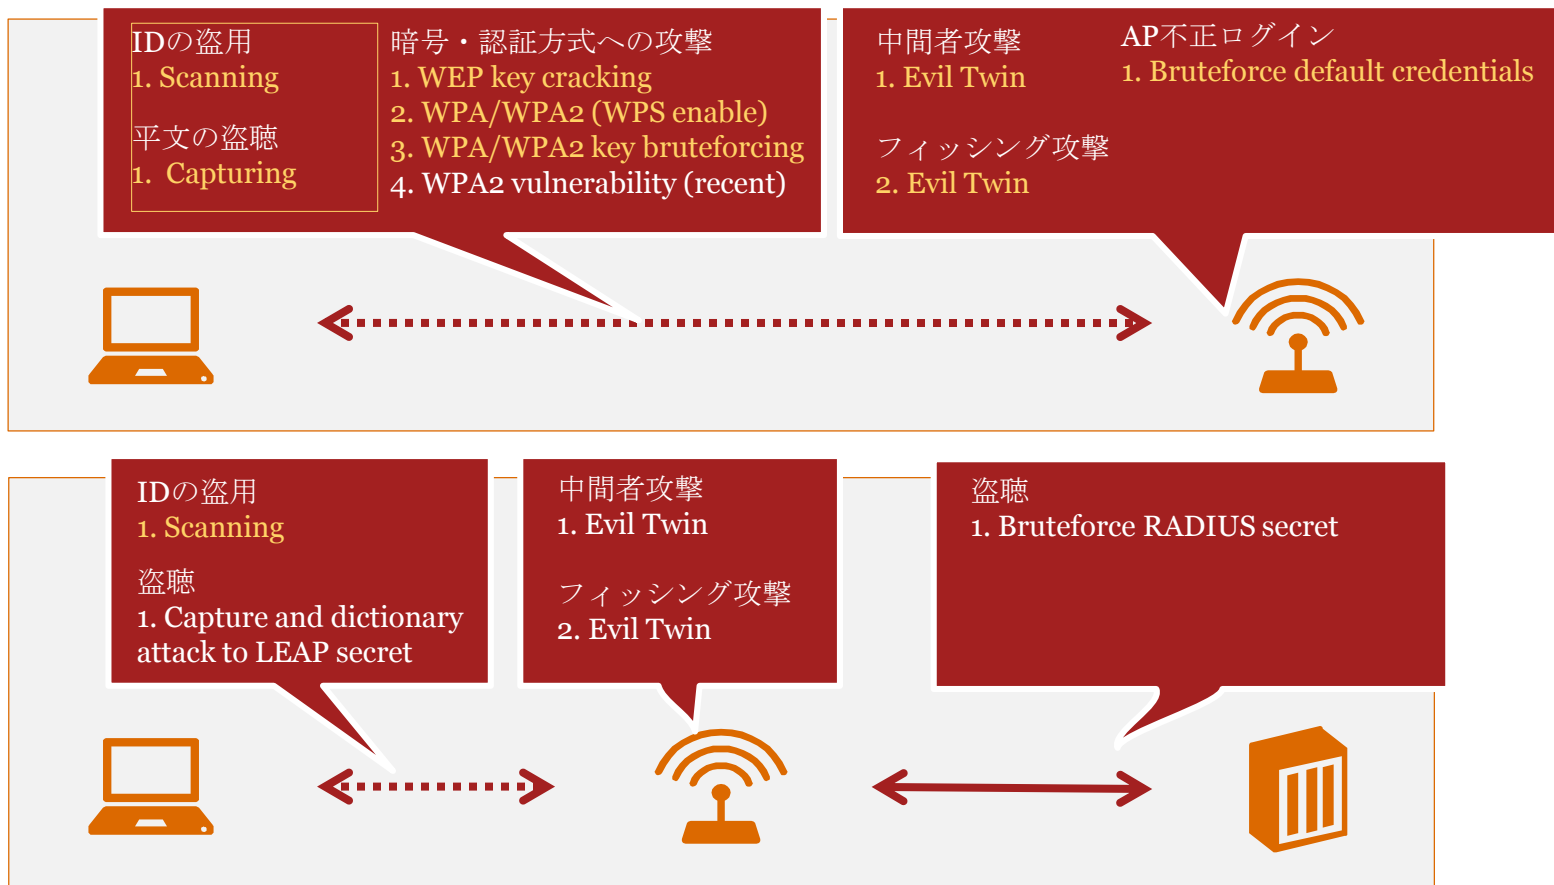 IDの盗用
1. Scanning
平文の盗聴
1. Capturing
暗号・認証方式への攻撃
1. WEP key cracking
2. WPA/WPA2 (WPS enable)
3. WPA/WPA2 key bruteforcing
4. WPA2 vulnerability (recent)
中間者攻撃
1. Evil Twin
フィッシング攻撃
2. Evil Twin
AP不正ログイン
1. Bruteforce default credentials
IDの盗用
1. Scanning
盗聴
1. Capture and dictionary
attack to LEAP secret
中間者攻撃
1. Evil Twin
フィッシング攻撃
2. Evil Twin
盗聴
1. Bruteforce RADIUS secret